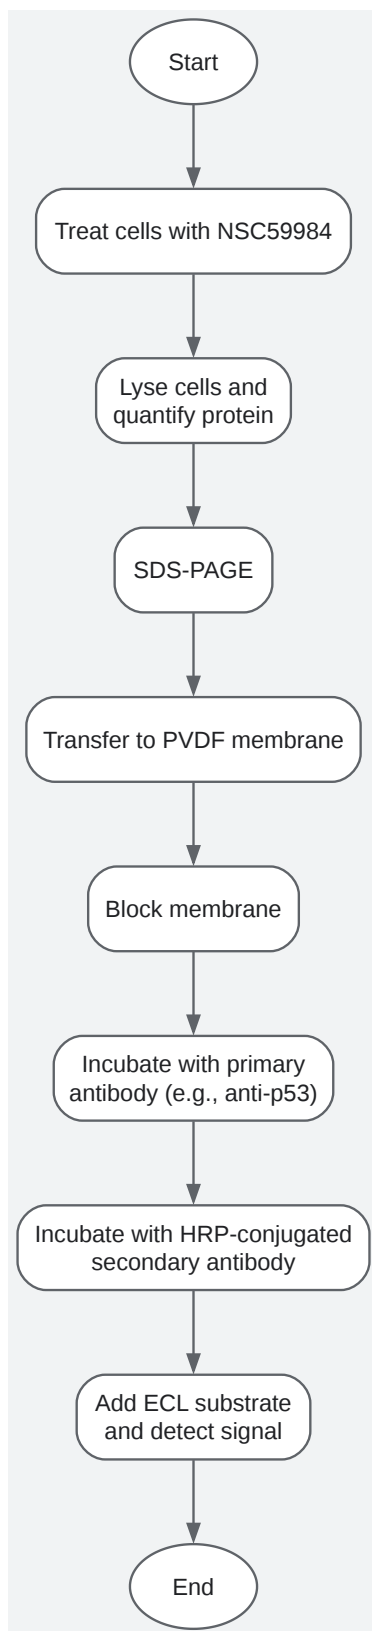 Start
Treat cells with NSC59984
Lyse cells and
quantify protein
SDS-PAGE
Transfer to PVDF membrane
Block membrane
Incubate with primary
antibody (e.g., anti-p53)
Incubate with HRP-conjugated
secondary antibody
Add ECL substrate
and detect signal
End